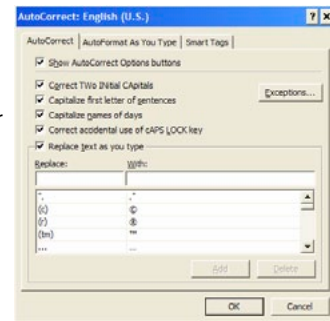 AutoCorrect: English (U.S.)
AutoCorrect AutoFormat As You Type Smart Tags
Show AutoCorrect Options buttons
Correct TWo INitial CApitals
Exceptions...
Capitalize first letter of sentences
Capitalize names of days
Correct accidental use of cAPS LOCK key
Replace text as you type
Replace: With:
(c) ©
(r) ®
(tm) ™
... …
Add Delete
OK Cancel